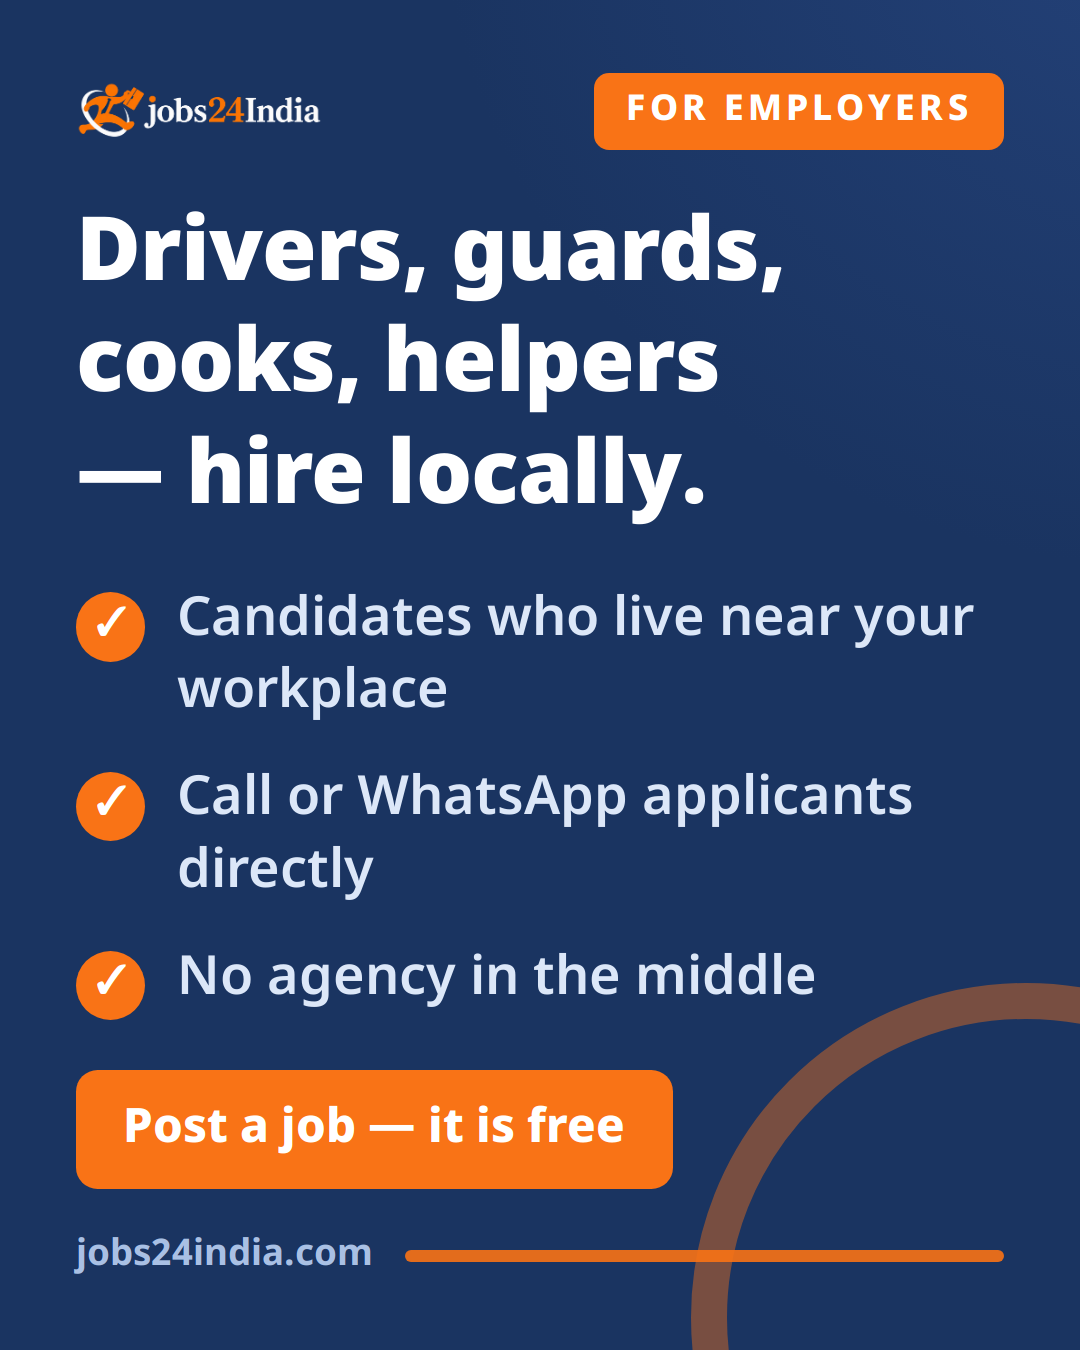 jobs24India
FOR EMPLOYERS
Drivers, guards,
cooks, helpers
— hire locally.
✓ Candidates who live near your
workplace
✓ Call or WhatsApp applicants
directly
✓ No agency in the middle
Post a job — it is free
jobs24india.com